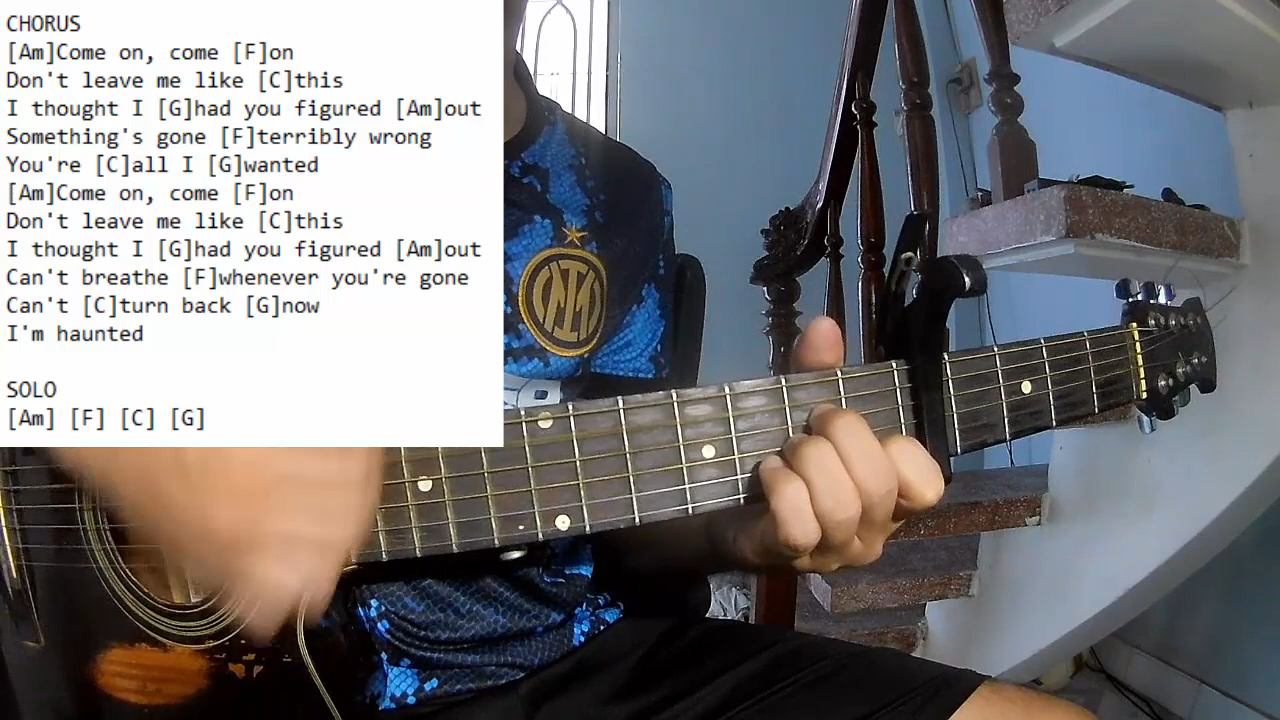 CHORUS
[Am]Come on, come [F]on
Don't leave me like [C]this
I thought I [G]had you figured [Am]out
Something's gone [F]terribly wrong
You're [C]all I [G]wanted
[Am]Come on, come [F]on
Don't leave me like [C]this
I thought I [G]had you figured [Am]out
Can't breathe [F]whenever you're gone
Can't [C]turn back [G]now
I'm haunted
SOLO
[Am] [F] [C] [G]